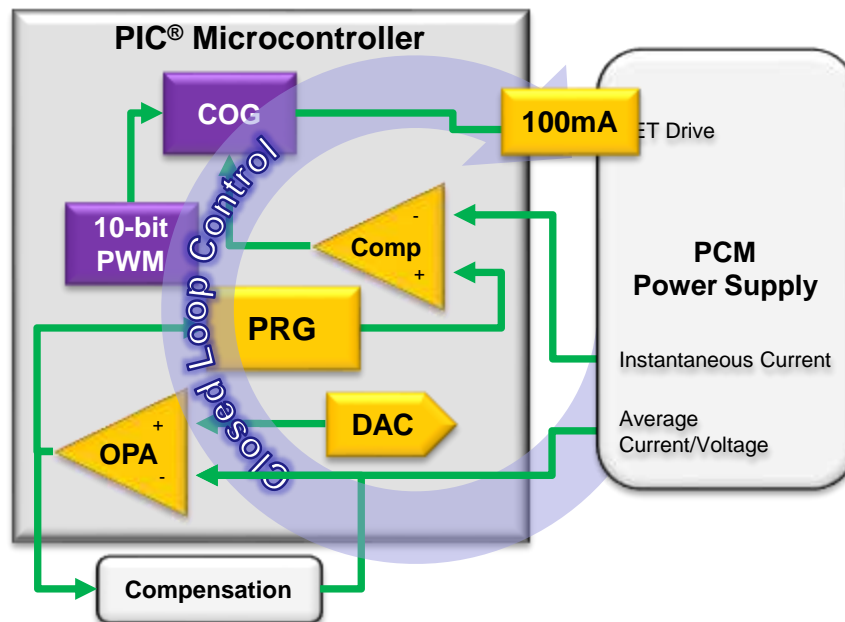 PIC® Microcontroller
COG
100mA
ET Drive
10-bit
PWM
-
Comp
+
PCM
Power Supply
PRG
Closed Loop Control
Instantaneous Current
+
OPA
-
DAC
Average
Current/Voltage
Compensation